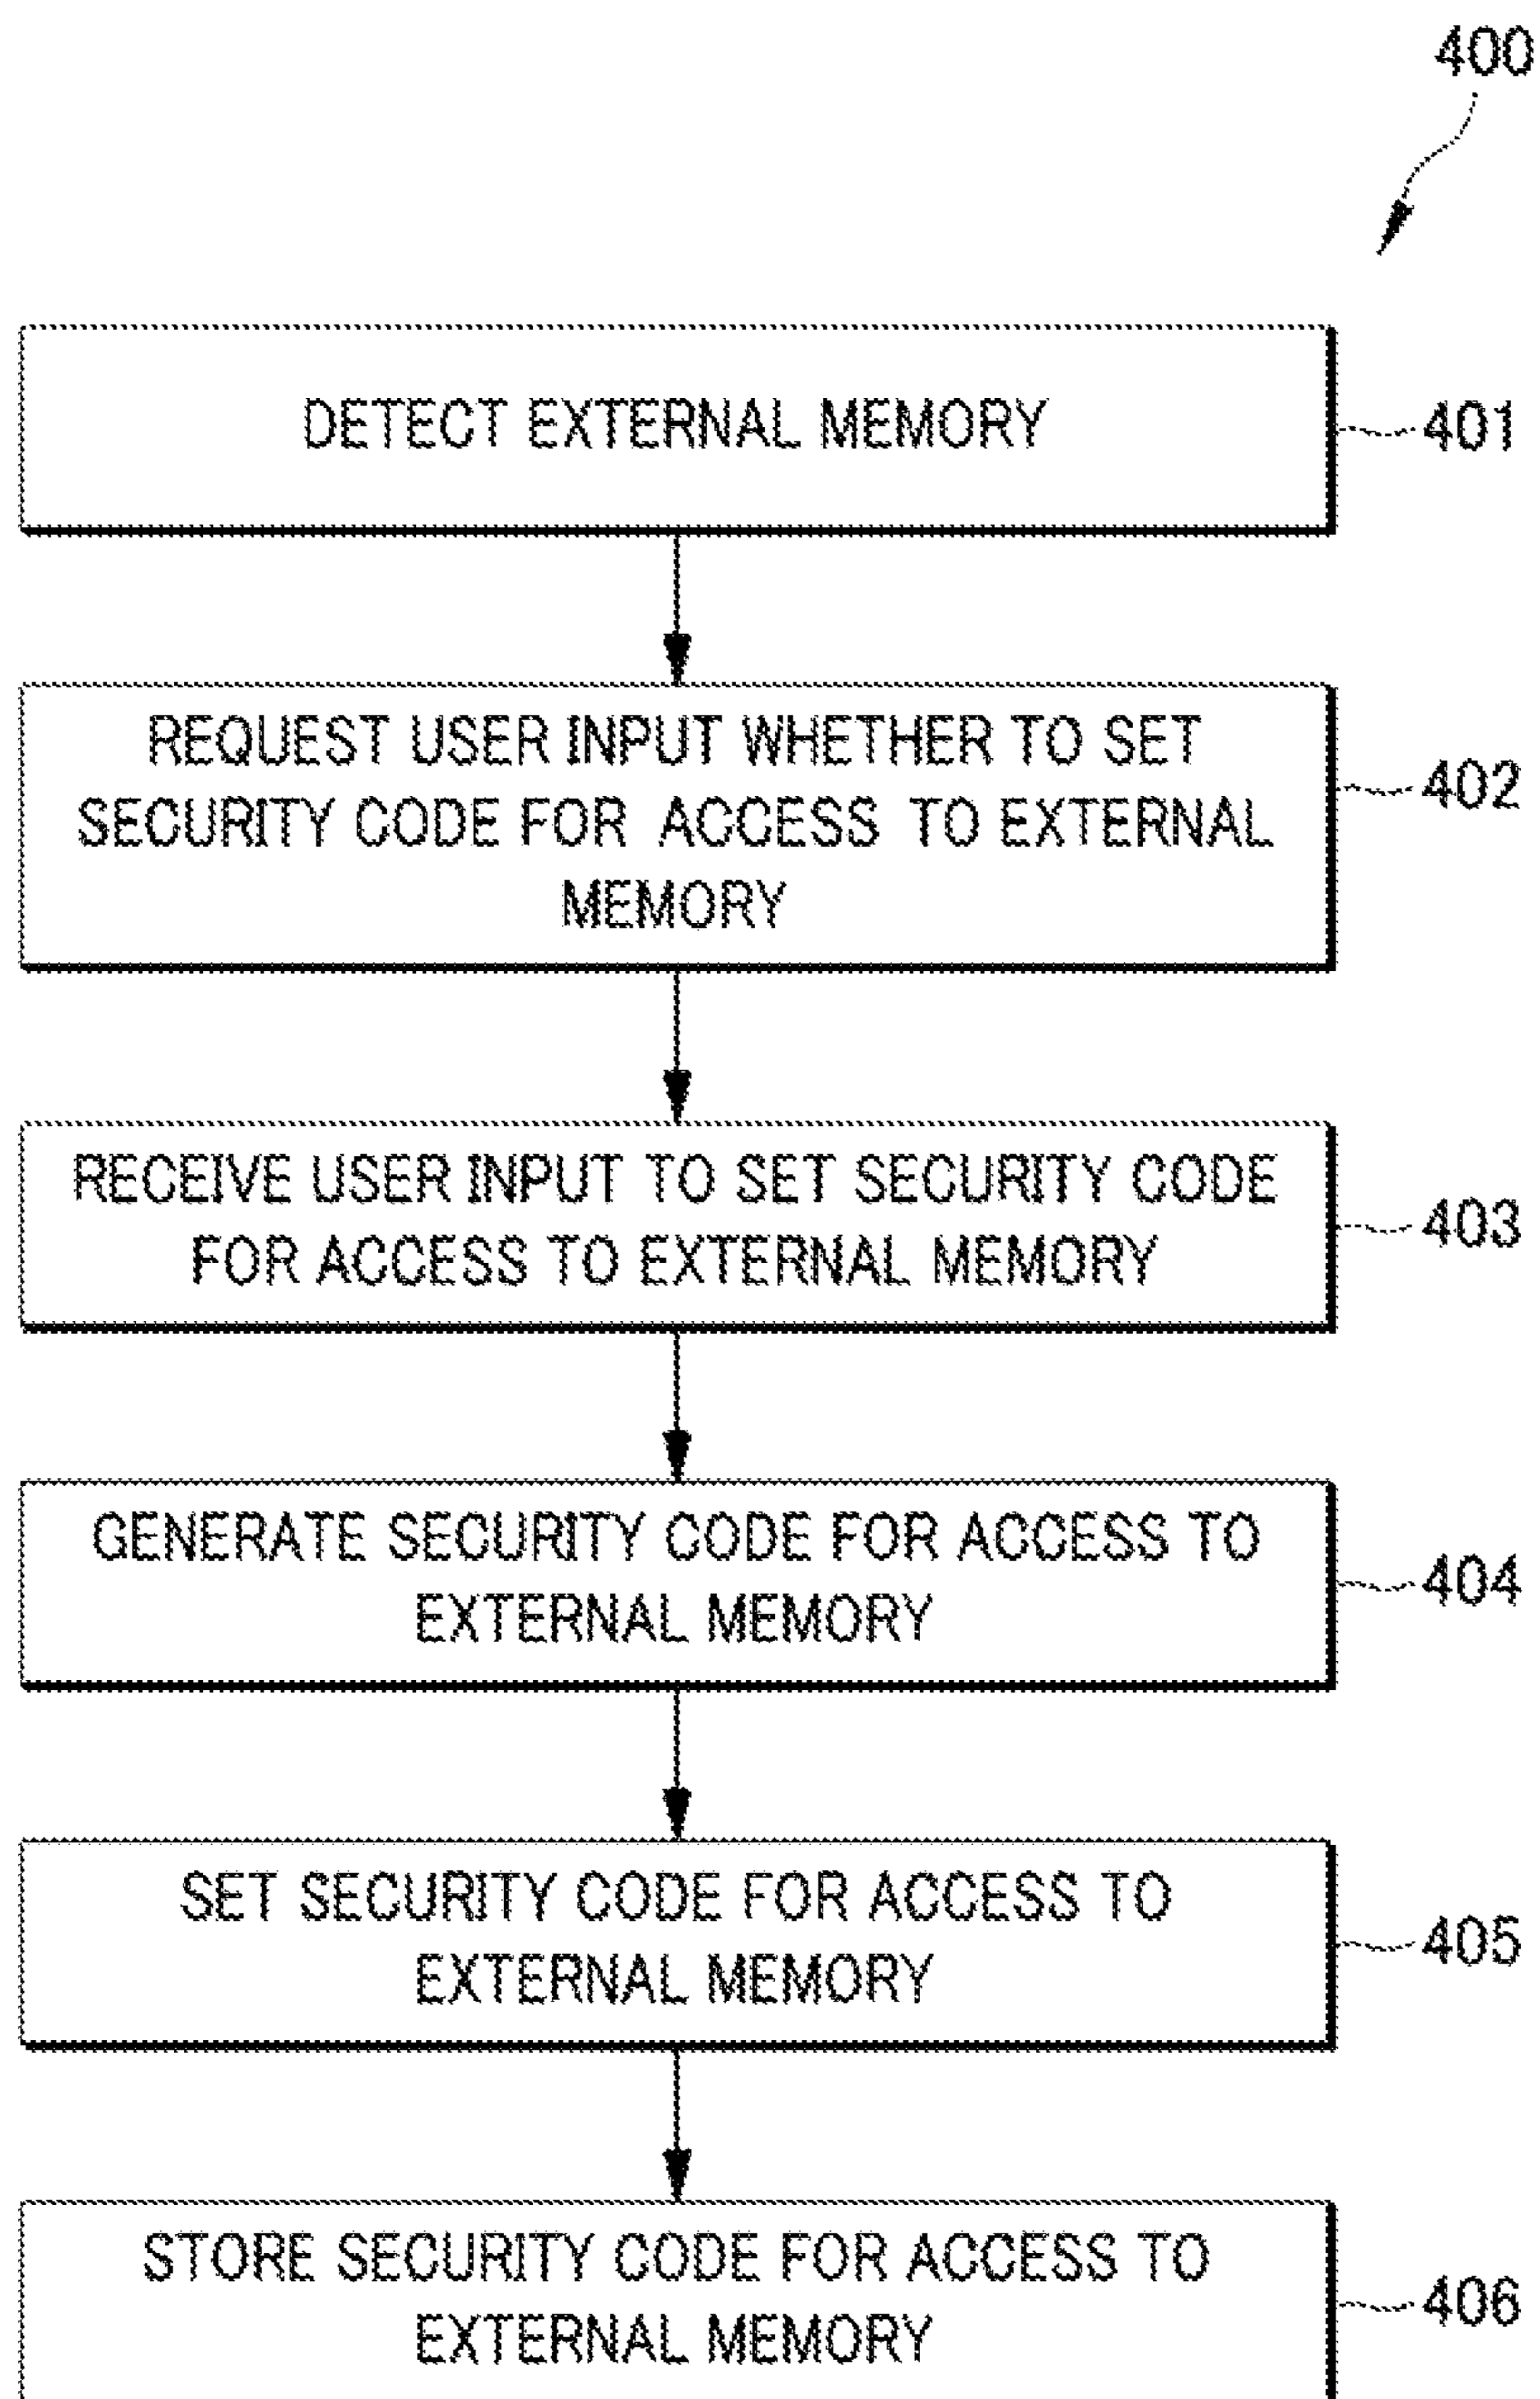 400
DETECT EXTERNAL MEMORY
401
REQUEST USER INPUT WHETHER TO SET
SECURITY CODE FOR ACCESS TO EXTERNAL
MEMORY
402
RECEIVE USER INPUT TO SET SECURITY CODE
FOR ACCESS TO EXTERNAL MEMORY
403
GENERATE SECURITY CODE FOR ACCESS TO
EXTERNAL MEMORY
404
SET SECURITY CODE FOR ACCESS TO
EXTERNAL MEMORY
405
STORE SECURITY CODE FOR ACCESS TO
EXTERNAL MEMORY
406